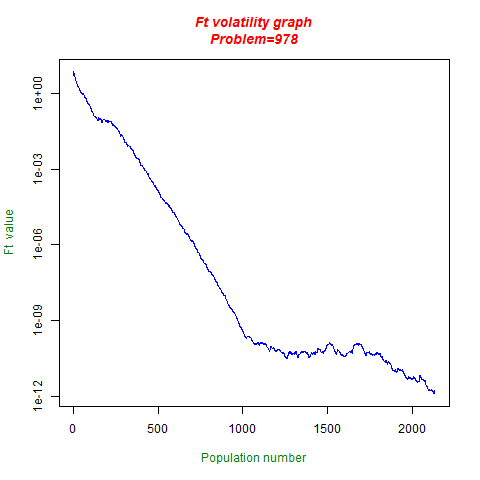 Ft volatility graph
Problem=978
1e+00
1e-03
1e-06
1e-09
1e-12
Ft value
0 500 1000 1500 2000
Population number